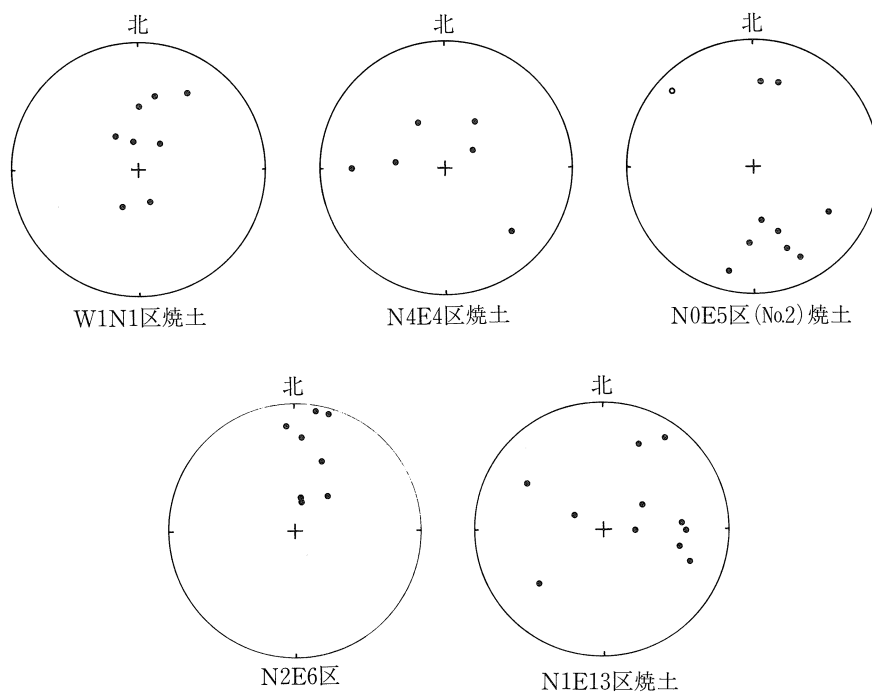 北
北
北
W1N1区焼土
N4E4区焼土
N0E5区(No.2)焼土
北
北
N2E6区
N1E13区焼土